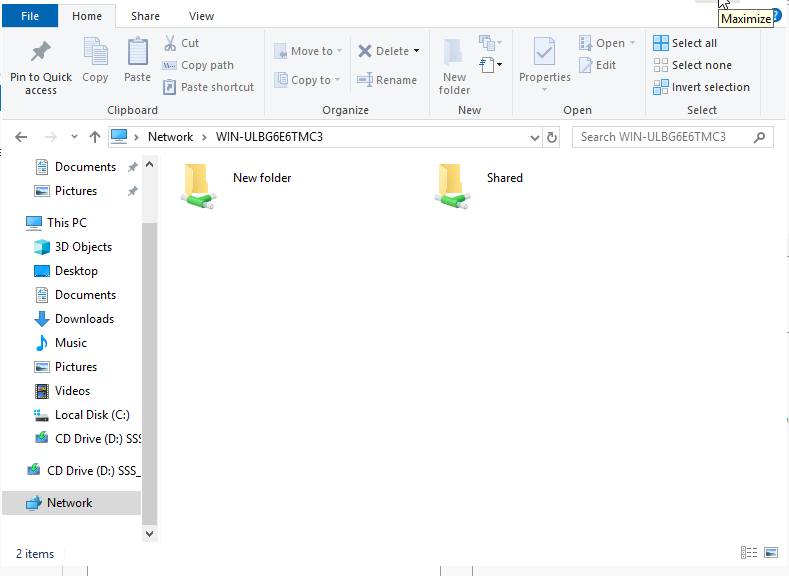 File Home Share View
Maximize
?
Pin to Quick access
Copy
Paste
Cut
Copy path
Paste shortcut
Clipboard
Move to
Copy to
Delete
Rename
Organize
New folder
New
Properties
Open
Edit
Open
Select all
Select none
Invert selection
Select
Network > WIN-ULBG6E6TMC3
Search WIN-ULBG6E6TMC3
Documents
Pictures
This PC
3D Objects
Desktop
Documents
Downloads
Music
Pictures
Videos
Local Disk (C:)
CD Drive (D:) SSS
CD Drive (D:) SSS_
Network
New folder
Shared
2 items